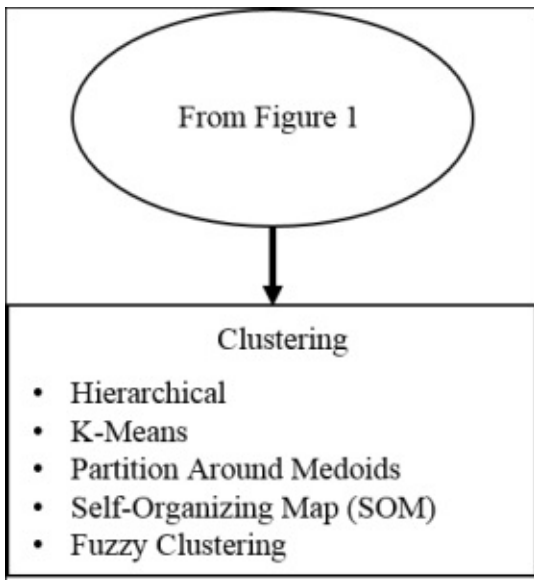 From Figure 1
Clustering
• Hierarchical
• K-Means
• Partition Around Medoids
• Self-Organizing Map (SOM)
• Fuzzy Clustering